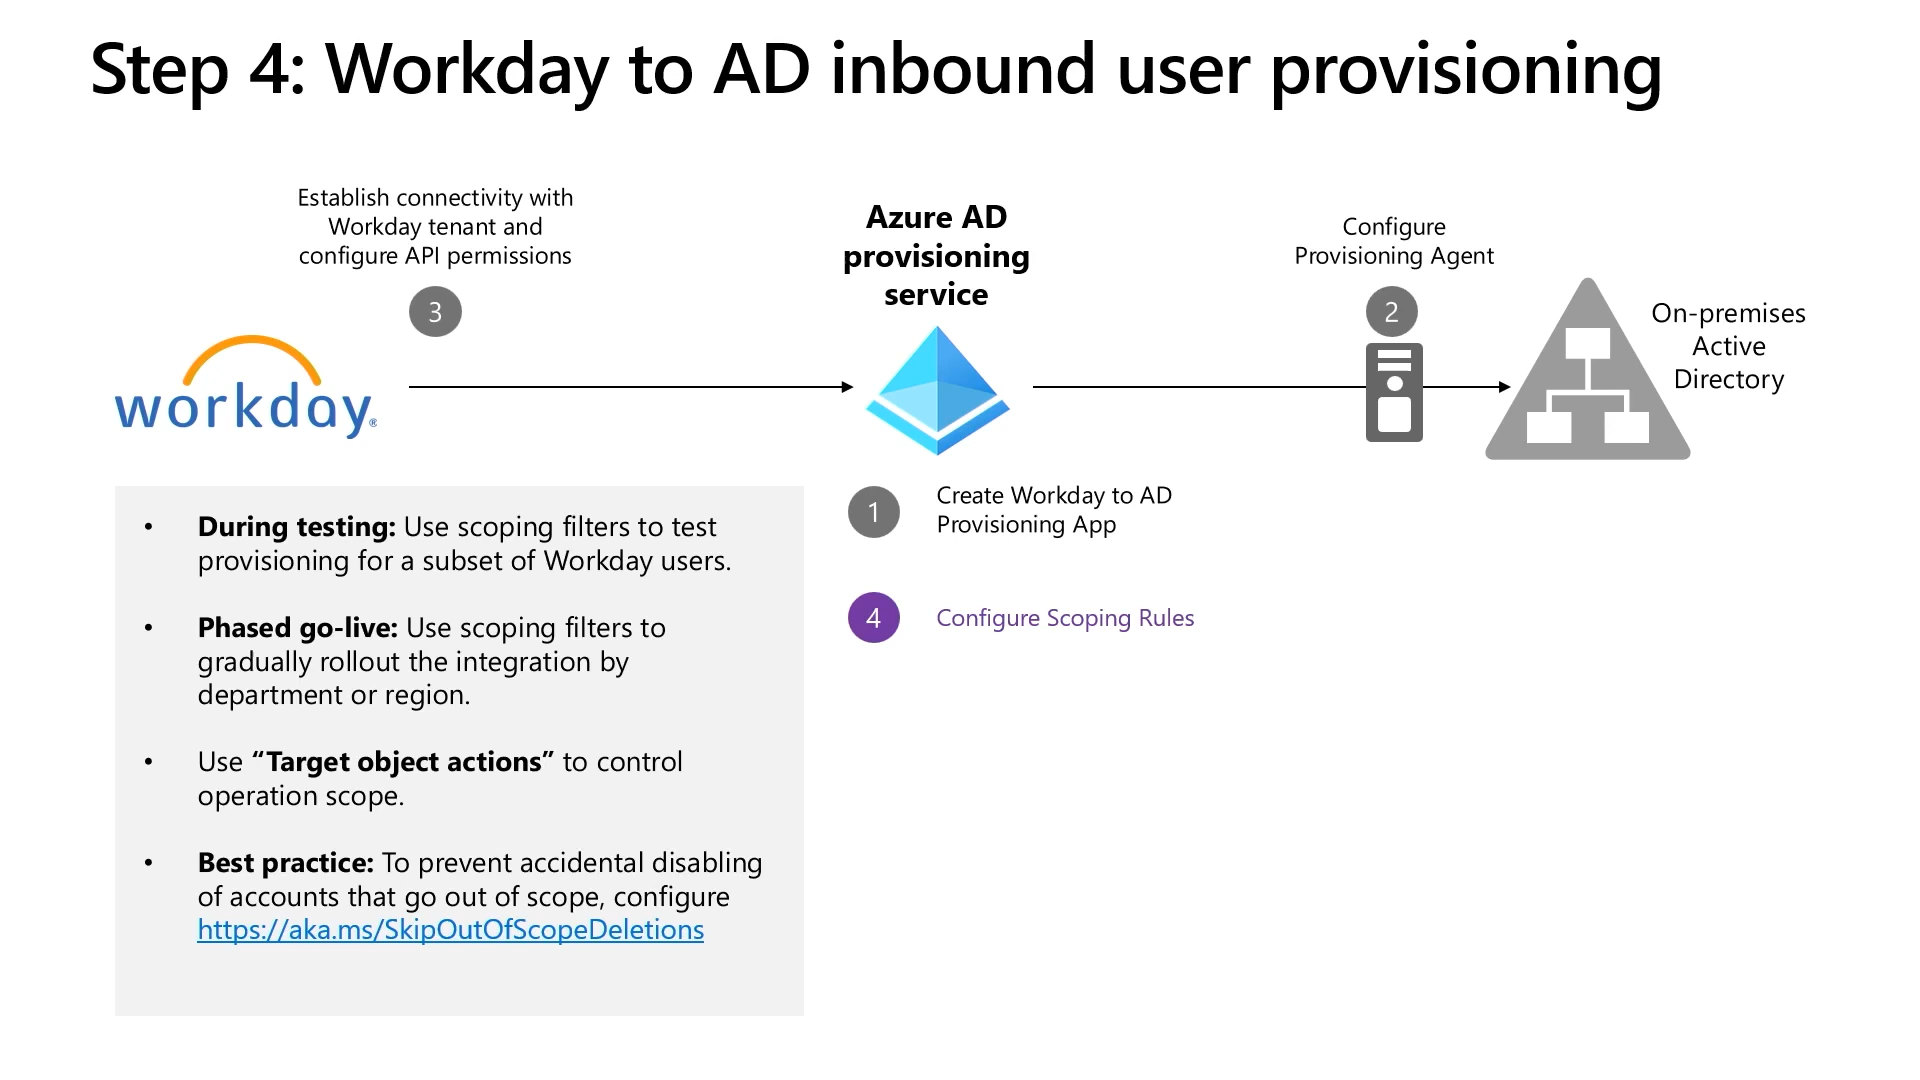 Step 4: Workday to AD inbound user provisioning
Establish connectivity with
Workday tenant and
configure API permissions
3
workday®
Azure AD
provisioning
service
Configure
Provisioning Agent
2
On-premises
Active
Directory
• During testing: Use scoping filters to test
provisioning for a subset of Workday users.
• Phased go-live: Use scoping filters to
gradually rollout the integration by
department or region.
• Use “Target object actions” to control
operation scope.
• Best practice: To prevent accidental disabling
of accounts that go out of scope, configure
https://aka.ms/SkipOutOfScopeDeletions
1
Create Workday to AD
Provisioning App
4
Configure Scoping Rules